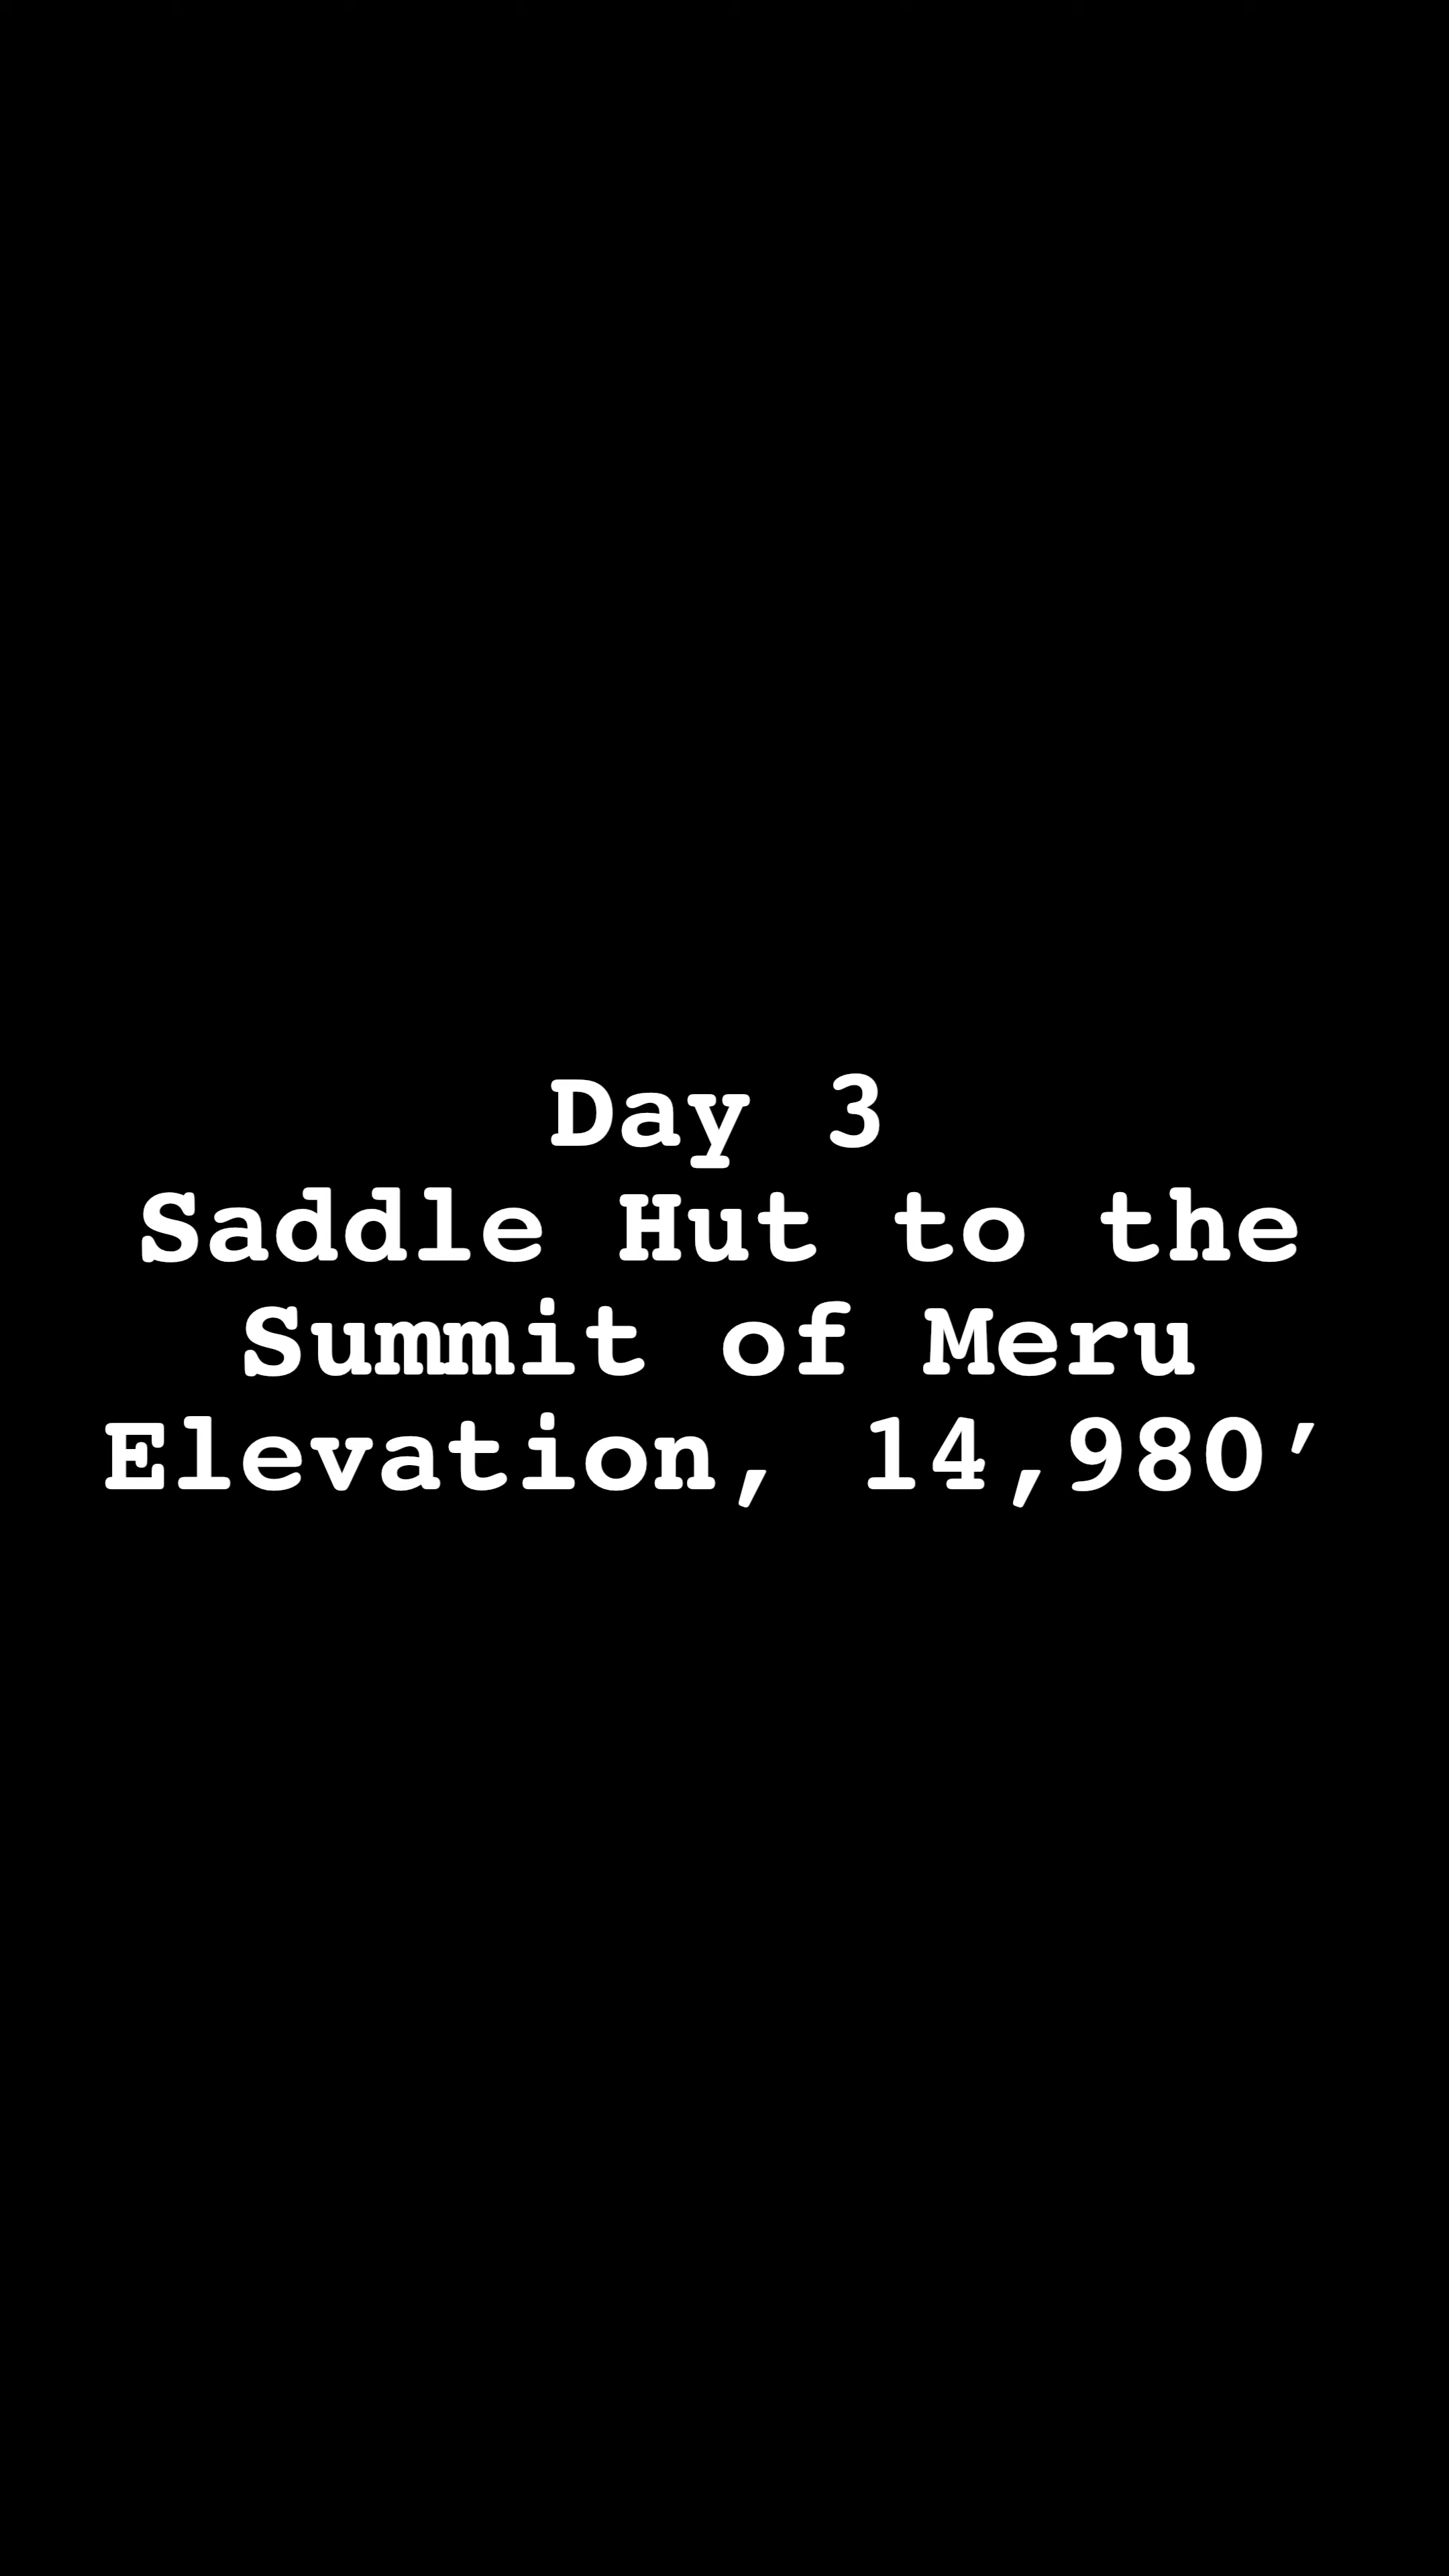 Day 3
Saddle Hut to the
Summit of Meru
Elevation, 14,980’